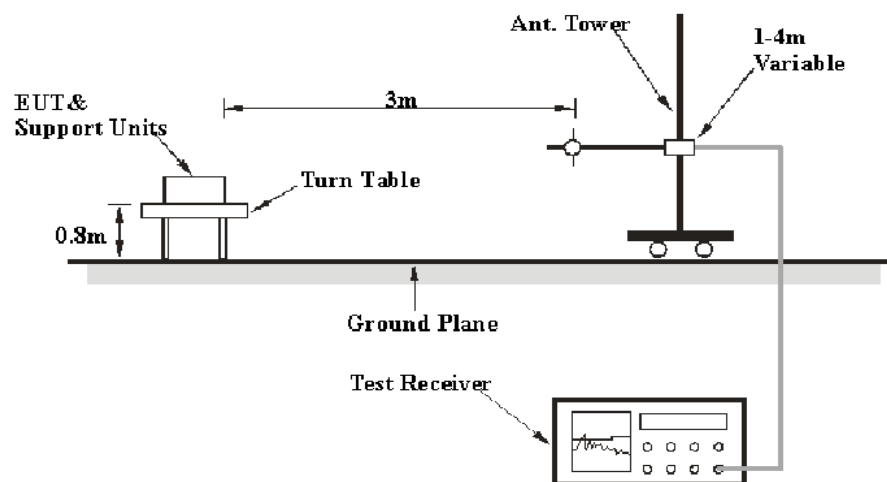 Ant. Tower
1-4m
Variable
3m
EUT&
Support Units
Turn Table
0.8m
Ground Plane
Test Receiver